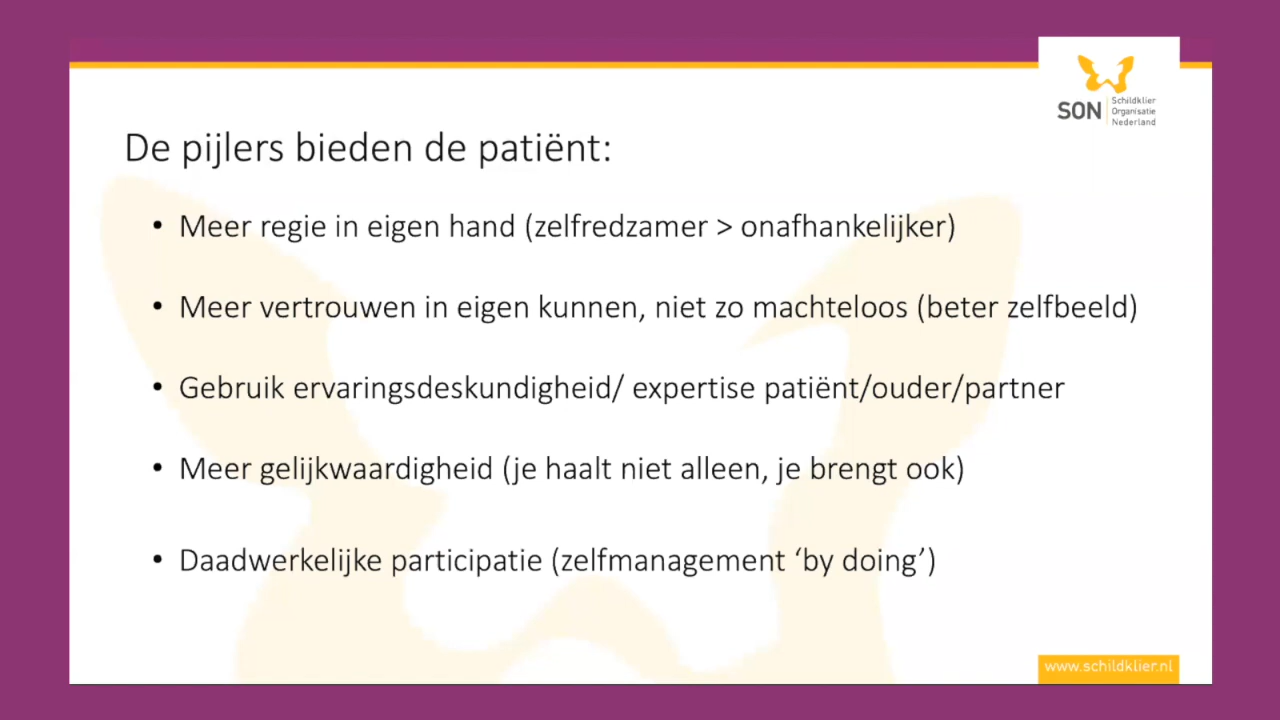 SON
Schildklier
Organisatie
Nederland
De pijlers bieden de patiënt:
• Meer regie in eigen hand (zelfredzamer > onafhankelijker)
• Meer vertrouwen in eigen kunnen, niet zo machteloos (beter zelfbeeld)
• Gebruik ervaringsdeskundigheid/ expertise patiënt/ouder/partner
• Meer gelijkwaardigheid (je haalt niet alleen, je brengt ook)
• Daadwerkelijke participatie (zelfmanagement ‘by doing’)
www.schildklier.nl